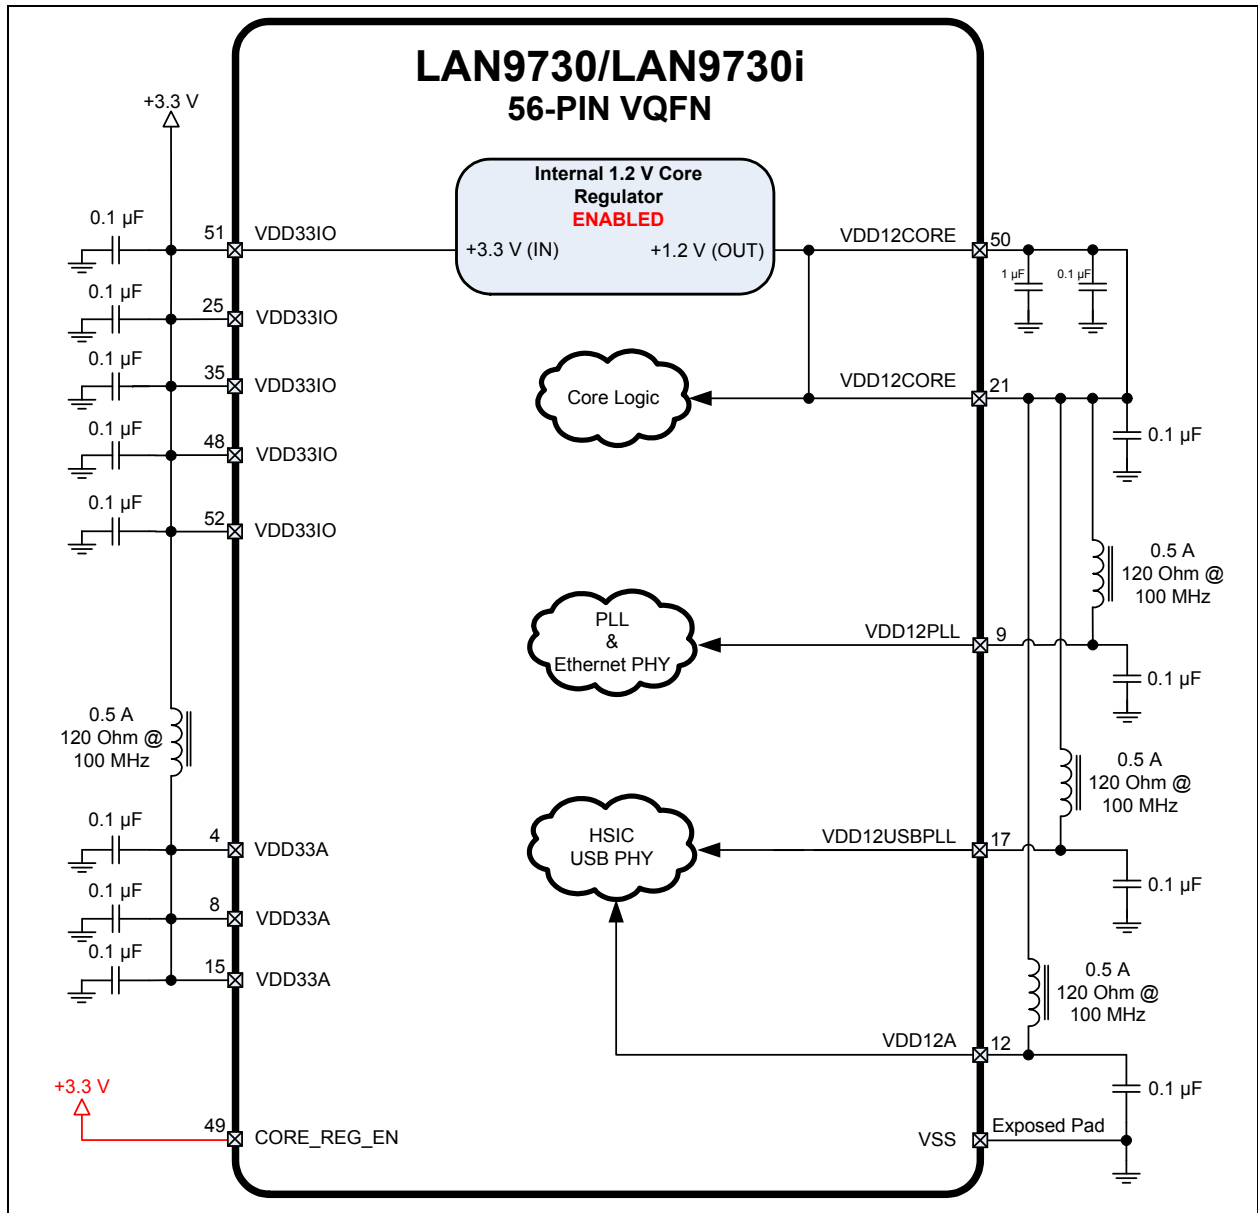 LAN9730/LAN9730i
56-PIN VQFN
+3.3 V
Internal 1.2 V Core
Regulator
ENABLED
+3.3 V (IN)
+1.2 V (OUT)
0.1 µF
51
VDD33IO
VDD12CORE
50
1 µF
0.1 µF
0.1 µF
25
VDD33IO
0.1 µF
35
VDD33IO
Core Logic
VDD12CORE
21
0.1 µF
0.1 µF
48
VDD33IO
0.1 µF
52
VDD33IO
0.5 A
120 Ohm @
100 MHz
PLL
&
Ethernet PHY
VDD12PLL
9
0.1 µF
0.5 A
120 Ohm @
100 MHz
0.5 A
120 Ohm @
100 MHz
0.1 µF
4
VDD33A
HSIC
USB PHY
VDD12USBPLL
17
0.1 µF
0.1 µF
8
VDD33A
0.1 µF
15
VDD33A
0.5 A
120 Ohm @
100 MHz
VDD12A
12
0.1 µF
+3.3 V
49
CORE_REG_EN
VSS
Exposed Pad